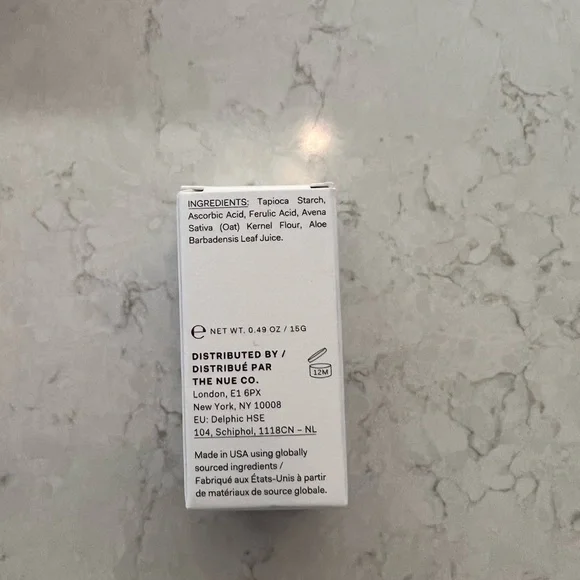 INGREDIENTS: Tapioca Starch,
Ascorbic Acid, Ferulic Acid, Avena
Sativa (Oat) Kernel Flour, Aloe
Barbadensis Leaf Juice.
℮ NET WT. 0.49 OZ / 15G
DISTRIBUTED BY /
DISTRIBUÉ PAR
THE NUE CO.
12M
London, E1 6PX
New York, NY 10008
EU: Delphic HSE
104, Schiphol, 1118CN – NL
Made in USA using globally
sourced ingredients /
Fabriqué aux États-Unis à partir
de matériaux de source globale.